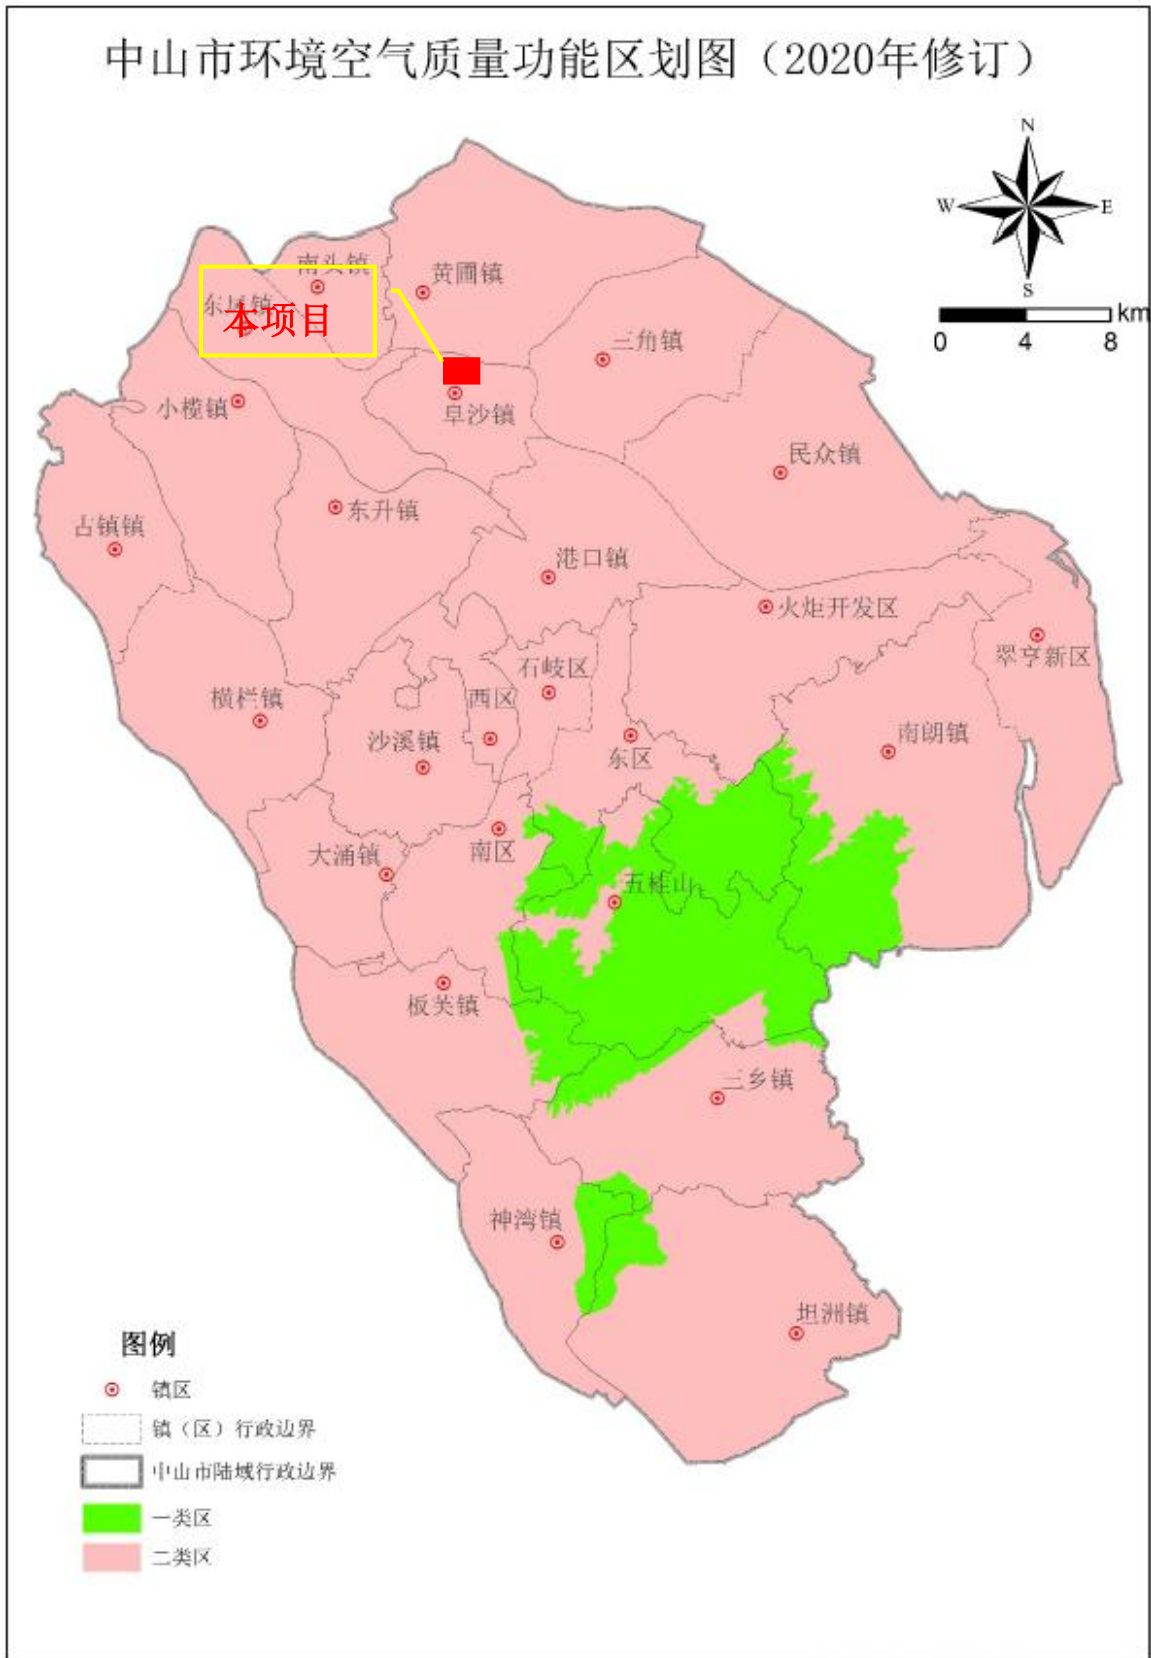 中山市环境空气质量功能区划图（2020年修订）
N
W
E
S
km
0 4 8
南头镇
黄圃镇
东凤镇
本项目
三角镇
小榄镇
阜沙镇
民众镇
东升镇
古镇镇
港口镇
火炬开发区
翠亨新区
石岐区
横栏镇
西区
南朗镇
沙溪镇
东区
南区
大涌镇
五桂山
板芙镇
三乡镇
神湾镇
坦洲镇
图例
镇区
镇（区）行政边界
中山市陆域行政边界
一类区
二类区